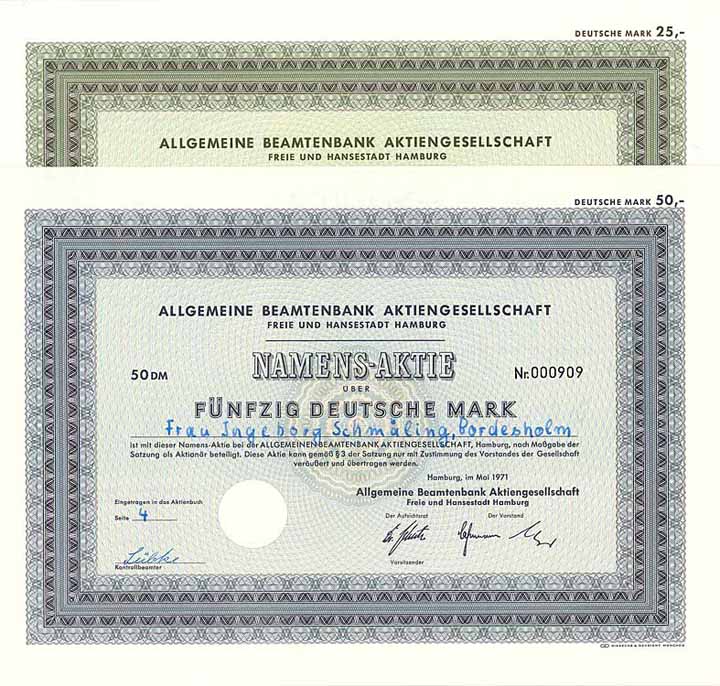 DEUTSCHE MARK 25,-
ALLGEMEINE BEAMTENBANK AKTIENGESELLSCHAFT
FREIE UND HANSESTADT HAMBURG
DEUTSCHE MARK 50,-
ALLGEMEINE BEAMTENBANK AKTIENGESELLSCHAFT
FREIE UND HANSESTADT HAMBURG
NAMENS-AKTIE
50 DM
Nr. 000909
ÜBER
FÜNFZIG DEUTSCHE MARK
Frau Ingeborg Schmäling, Bordesholm
ist mit dieser Namens-Aktie bei der ALLGEMEINEN BEAMTENBANK AKTIENGESELLSCHAFT, Hamburg, nach Maßgabe der
Satzung als Aktionär beteiligt. Diese Aktie kann gemäß § 3 der Satzung nur mit Zustimmung des Vorstandes der Gesellschaft
veräußert und übertragen werden.
Hamburg, im Mai 1971
Allgemeine Beamtenbank Aktiengesellschaft
Freie und Hansestadt Hamburg
Eingetragen in das Aktienbuch
Seite 4
Der Aufsichtsrat
Der Vorstand
Lübke
Kontrollbeamter
Vorsitzender
GIESECKE & DEVRIENT MÜNCHEN